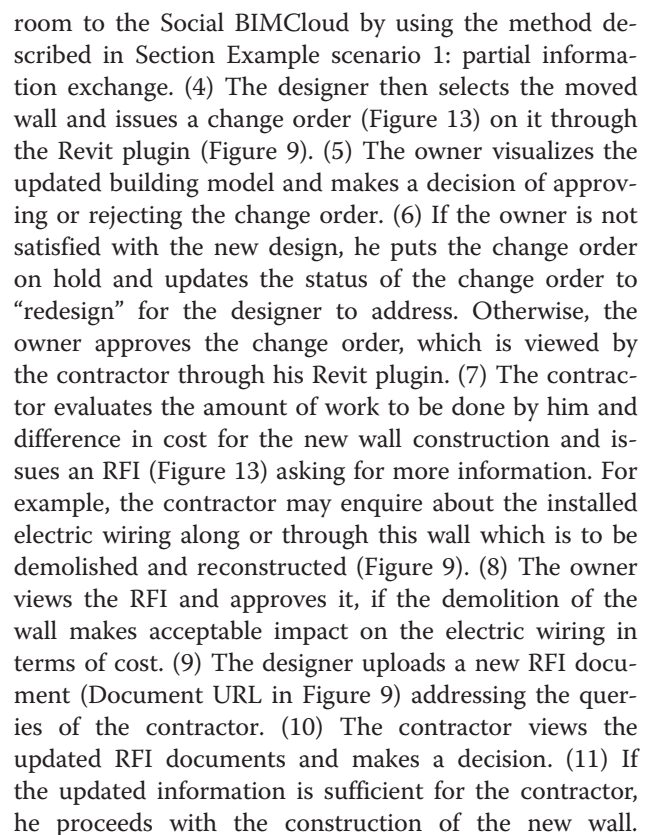 room to the Social BIMCloud by using the method de-
scribed in Section Example scenario 1: partial informa-
tion exchange. (4) The designer then selects the moved
wall and issues a change order (Figure 13) on it through
the Revit plugin (Figure 9). (5) The owner visualizes the
updated building model and makes a decision of approv-
ing or rejecting the change order. (6) If the owner is not
satisfied with the new design, he puts the change order
on hold and updates the status of the change order to
“redesign” for the designer to address. Otherwise, the
owner approves the change order, which is viewed by
the contractor through his Revit plugin. (7) The contrac-
tor evaluates the amount of work to be done by him and
difference in cost for the new wall construction and is-
sues an RFI (Figure 13) asking for more information. For
example, the contractor may enquire about the installed
electric wiring along or through this wall which is to be
demolished and reconstructed (Figure 9). (8) The owner
views the RFI and approves it, if the demolition of the
wall makes acceptable impact on the electric wiring in
terms of cost. (9) The designer uploads a new RFI docu-
ment (Document URL in Figure 9) addressing the quer-
ies of the contractor. (10) The contractor views the
updated RFI documents and makes a decision. (11) If
the updated information is sufficient for the contractor,
he proceeds with the construction of the new wall.